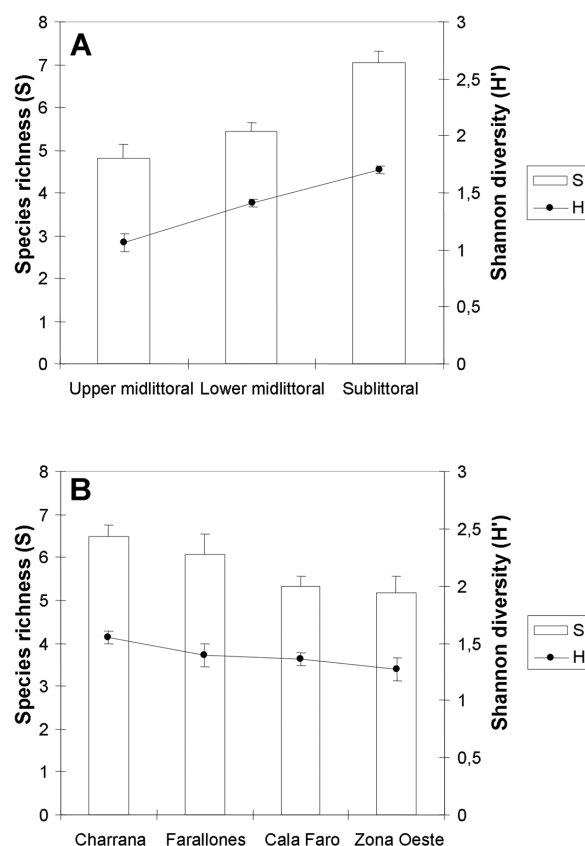 A
Species richness (S)
8
7
6
5
4
3
2
1
0
3
2,5
2
1,5
1
0,5
0
Shannon diversity (H')
S
H
Upper midlittoral Lower midlittoral Sublittoral
B
Species richness (S)
8
7
6
5
4
3
2
1
0
3
2,5
2
1,5
1
0,5
0
Shannon diversity (H')
S
H
Charrana Farallones Cala Faro Zona Oeste